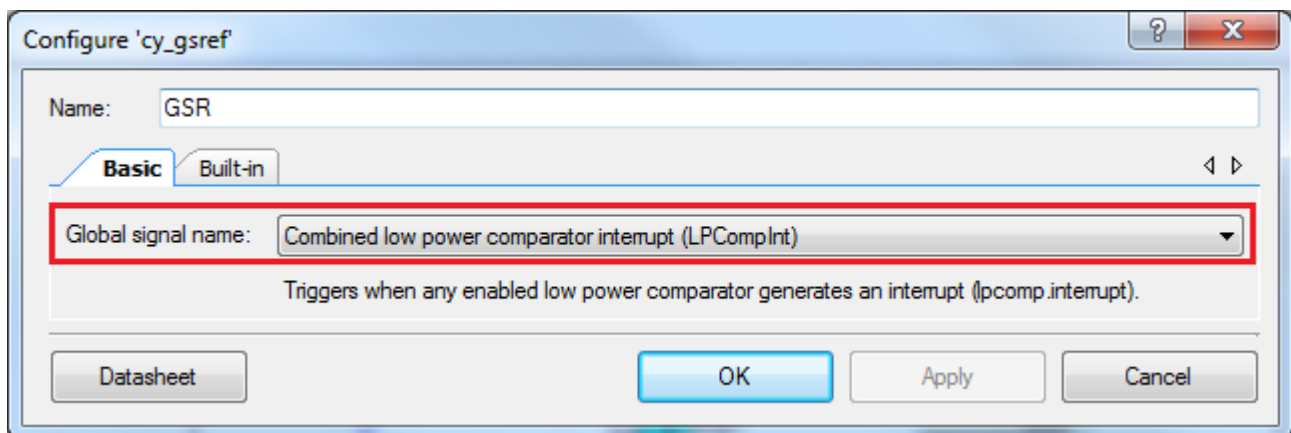 Configure 'cy_gsref'
?
X
Name: GSR
Basic Built-in
Global signal name: Combined low power comparator interrupt (LPCompInt)
Triggers when any enabled low power comparator generates an interrupt (lpcomp.interrupt).
Datasheet OK Apply Cancel